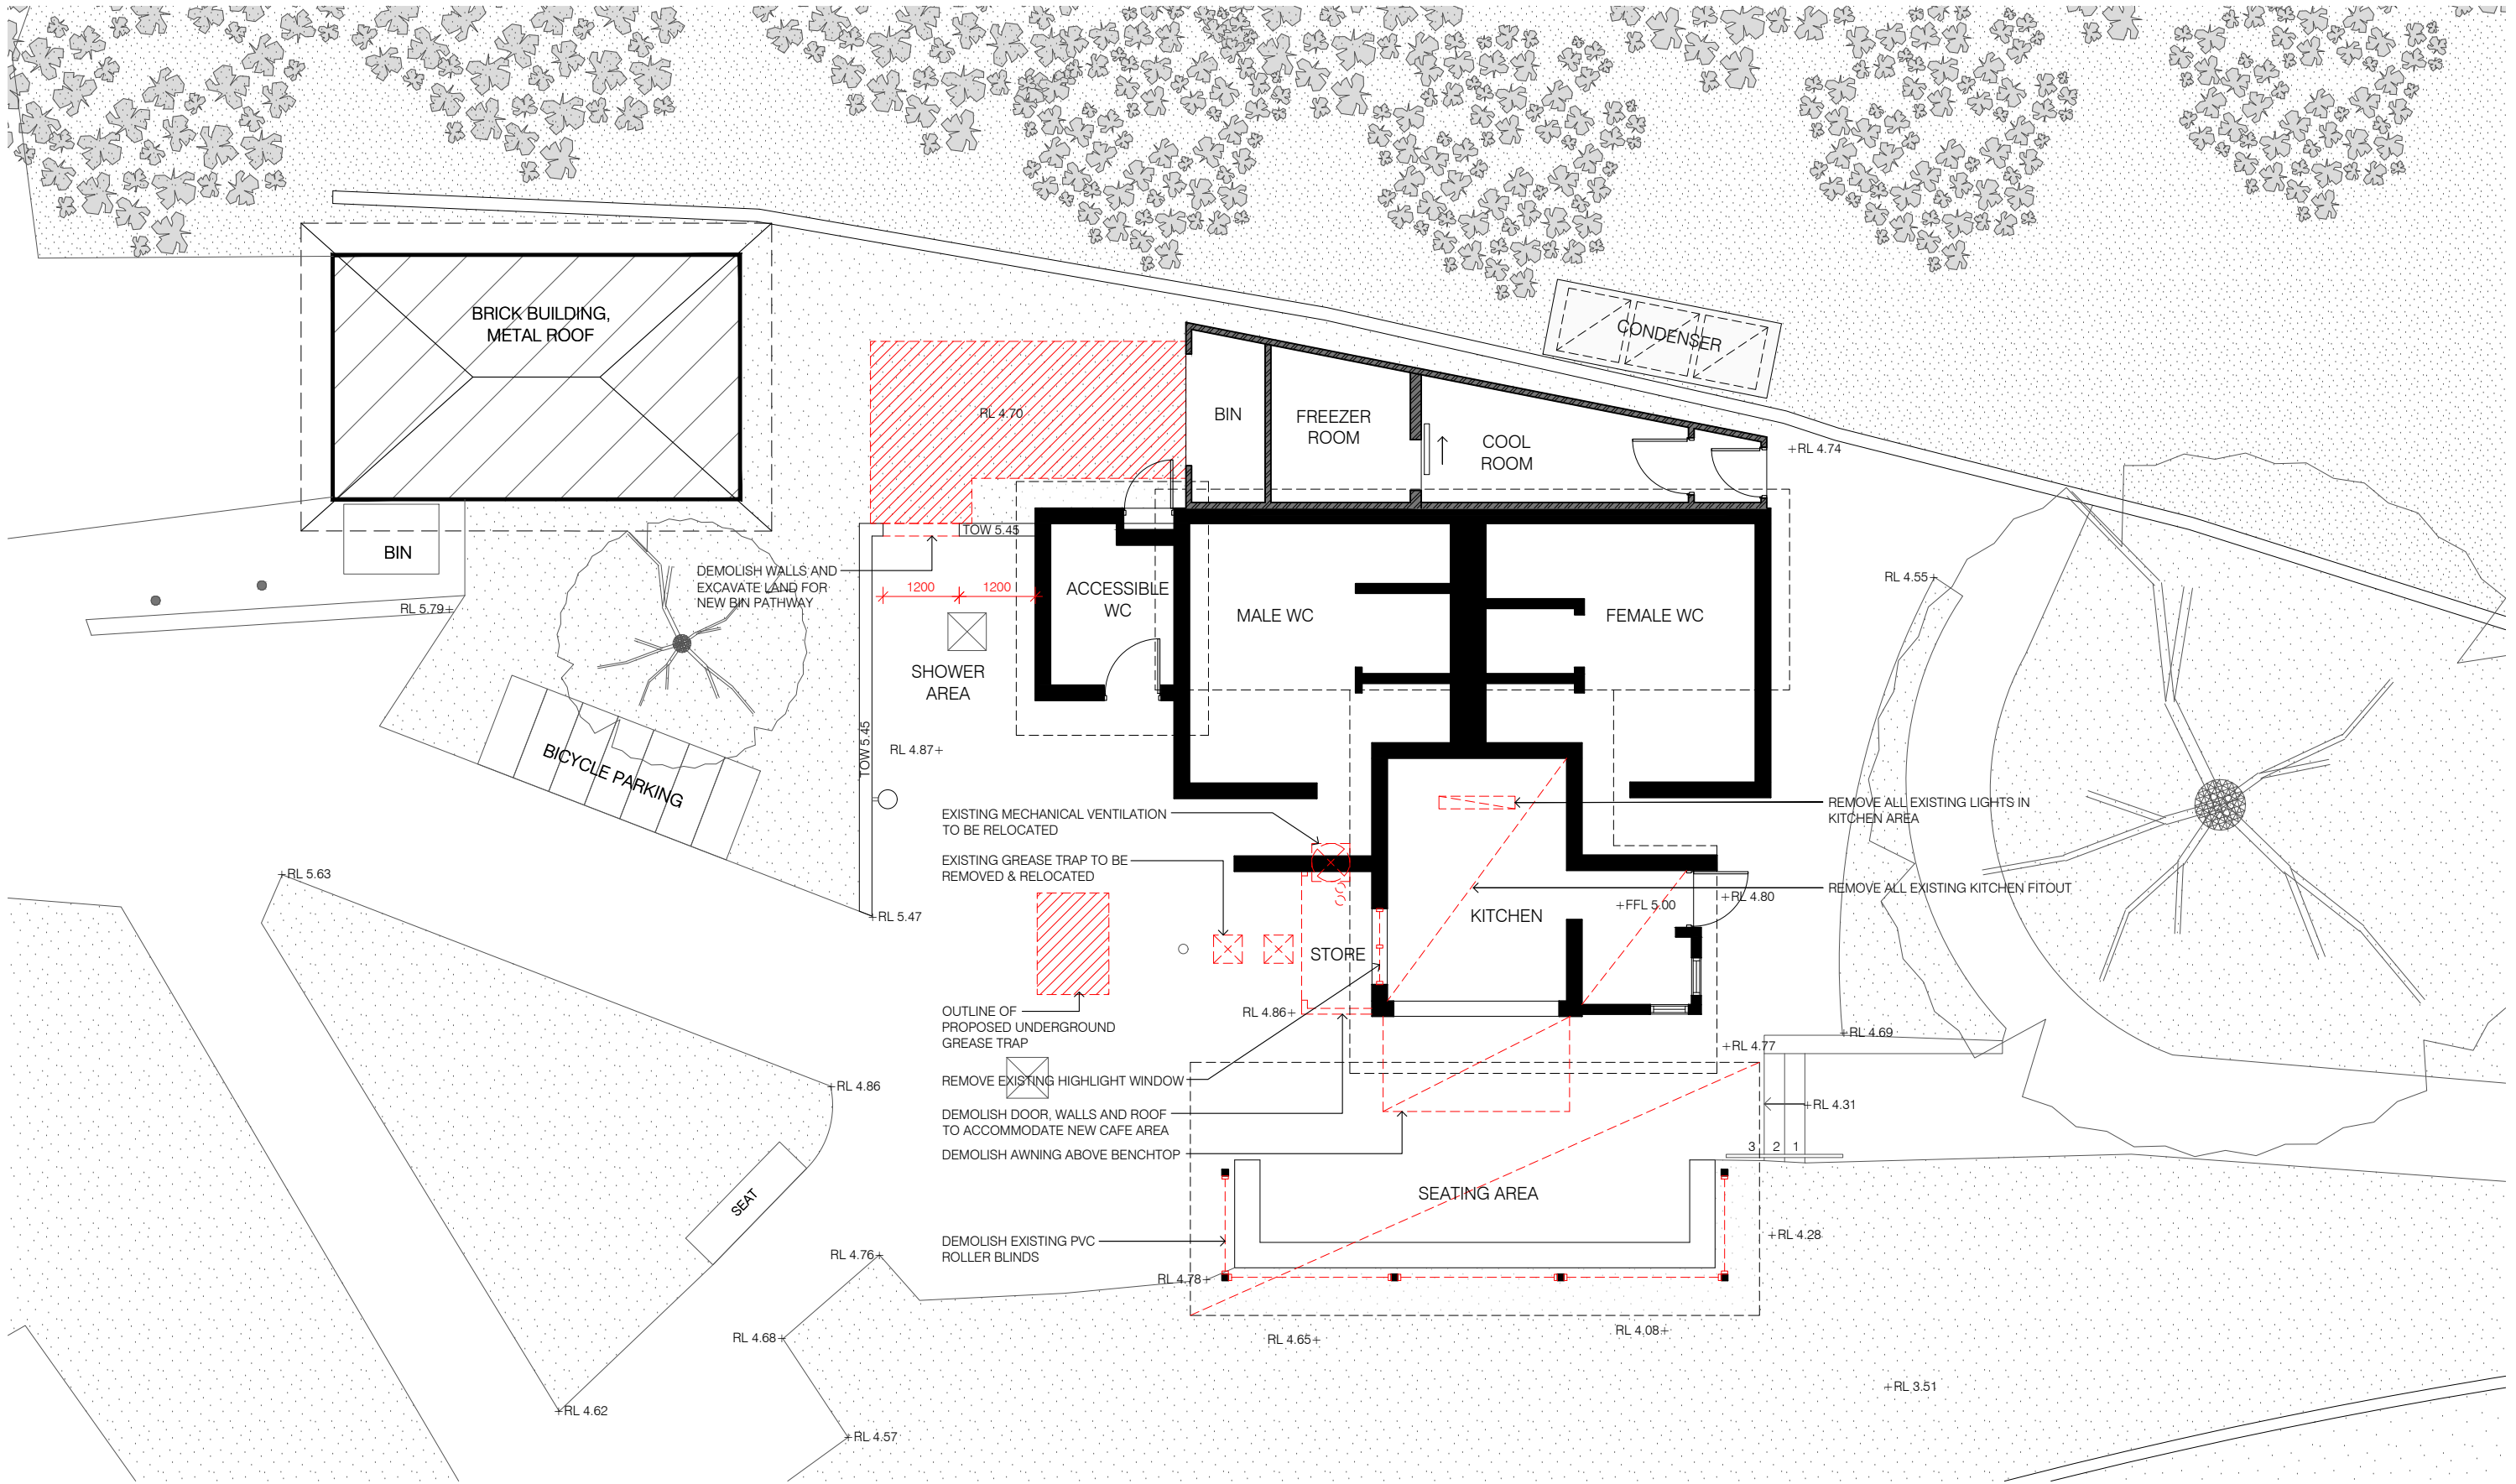 BRICK BUILDING,
METAL ROOF
CONDENSER
RL 4.70
BIN
FREEZER
ROOM
COOL
ROOM
+RL 4.74
TOW 5.45
BIN
DEMOLISH WALLS AND
EXCAVATE LAND FOR
NEW BIN PATHWAY
1200
1200
ACCESSIBLE
WC
MALE WC
FEMALE WC
RL 4.55+
RL 5.79+
SHOWER
AREA
TOW 5.45
RL 4.87+
BICYCLE PARKING
EXISTING MECHANICAL VENTILATION
TO BE RELOCATED
REMOVE ALL EXISTING LIGHTS IN
KITCHEN AREA
EXISTING GREASE TRAP TO BE
REMOVED & RELOCATED
REMOVE ALL EXISTING KITCHEN FITOUT
+RL 5.63
+RL 5.47
KITCHEN
+FFL 5.00
+RL 4.80
STORE
OUTLINE OF
PROPOSED UNDERGROUND
GREASE TRAP
RL 4.86+
+RL 4.69
+RL 4.77
REMOVE EXISTING HIGHLIGHT WINDOW
+RL 4.86
DEMOLISH DOOR, WALLS AND ROOF
TO ACCOMMODATE NEW CAFE AREA
+RL 4.31
3 2 1
DEMOLISH AWNING ABOVE BENCHTOP
SEAT
SEATING AREA
DEMOLISH EXISTING PVC
ROLLER BLINDS
+RL 4.28
RL 4.76+
RL 4.78+
RL 4.68+
RL 4.65+
RL 4.08+
+RL 3.51
+RL 4.62
+RL 4.57